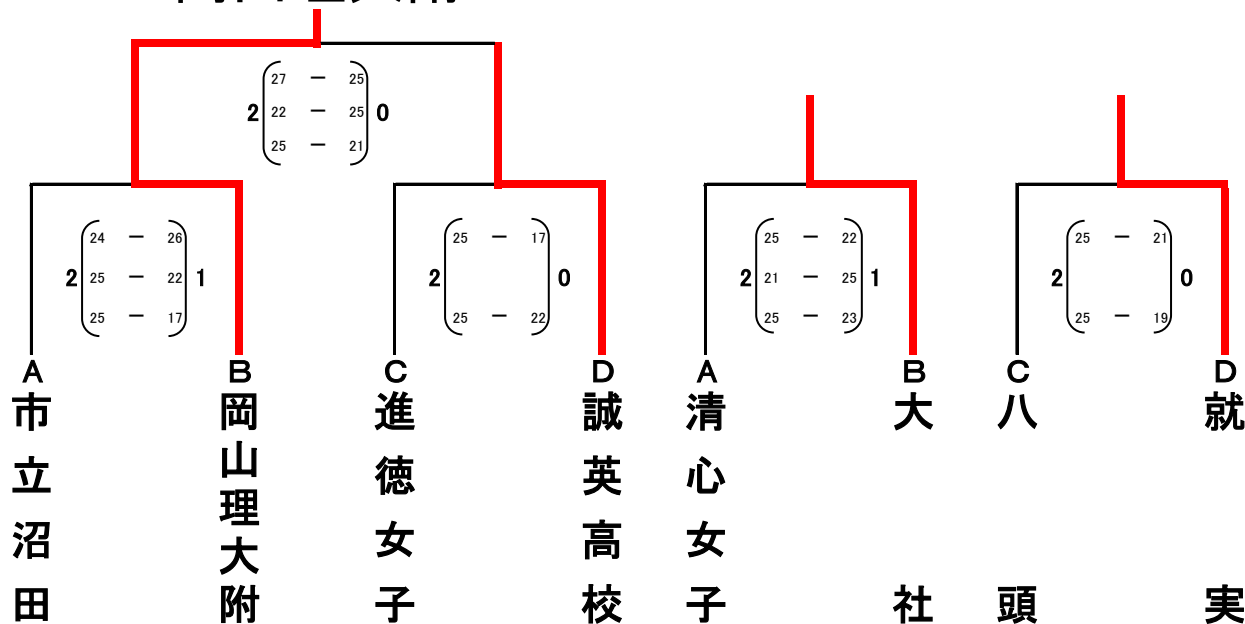 27 − 25
2 22 − 25 0
25 − 21
24 − 26
2 25 − 22 1
25 − 17
25 − 17
2 0
25 − 22
25 − 22
2 21 − 25 1
25 − 23
25 − 21
2 0
25 − 19
A B C D A B C D
市立沼田
岡山理大附
進徳女子
誠英高校
清心女子
大社
八頭
就実